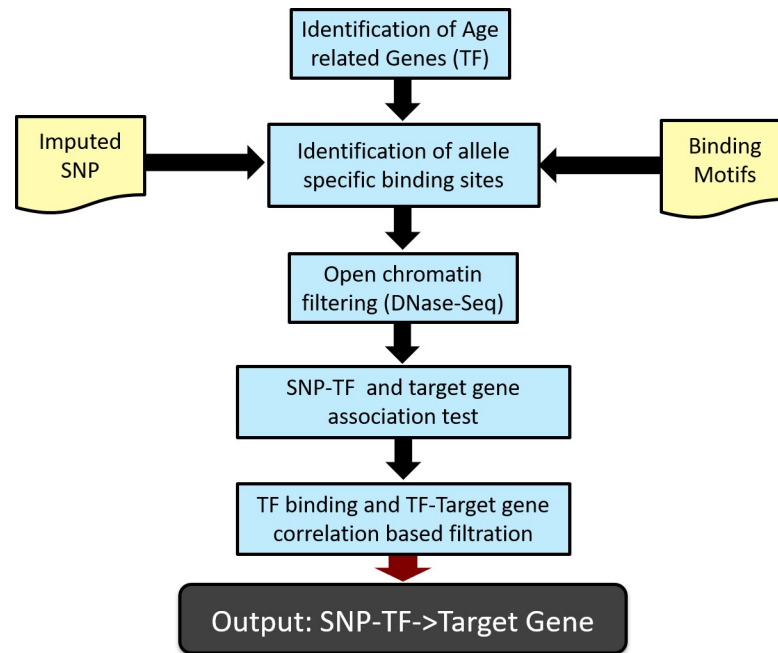 Identification of Age
related Genes (TF)
Imputed
SNP
Identification of allele
specific binding sites
Binding
Motifs
Open chromatin
filtering (DNase-Seq)
SNP-TF and target gene
association test
TF binding and TF-Target gene
correlation based filtration
Output: SNP-TF->Target Gene